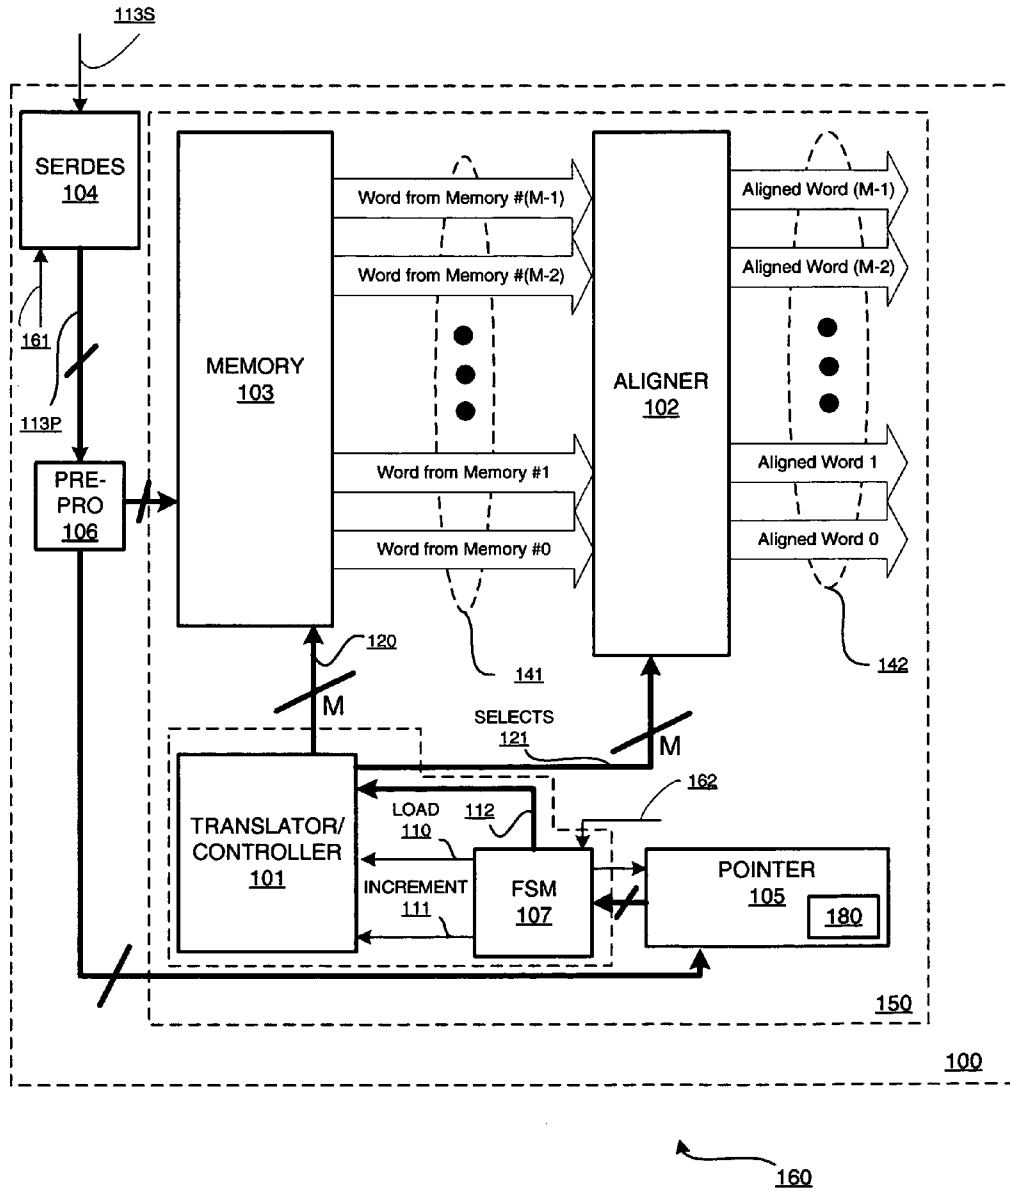 113S
SERDES
104
161
113P
PRE-
PRO
106
MEMORY
103
Word from Memory #(M-1)
Word from Memory #(M-2)
Word from Memory #1
Word from Memory #0
141
ALIGNER
102
Aligned Word (M-1)
Aligned Word (M-2)
Aligned Word 1
Aligned Word 0
142
120
M
SELECTS
121
M
TRANSLATOR/
CONTROLLER
101
LOAD
110
112
INCREMENT
111
FSM
107
162
POINTER
105
180
150
100
160